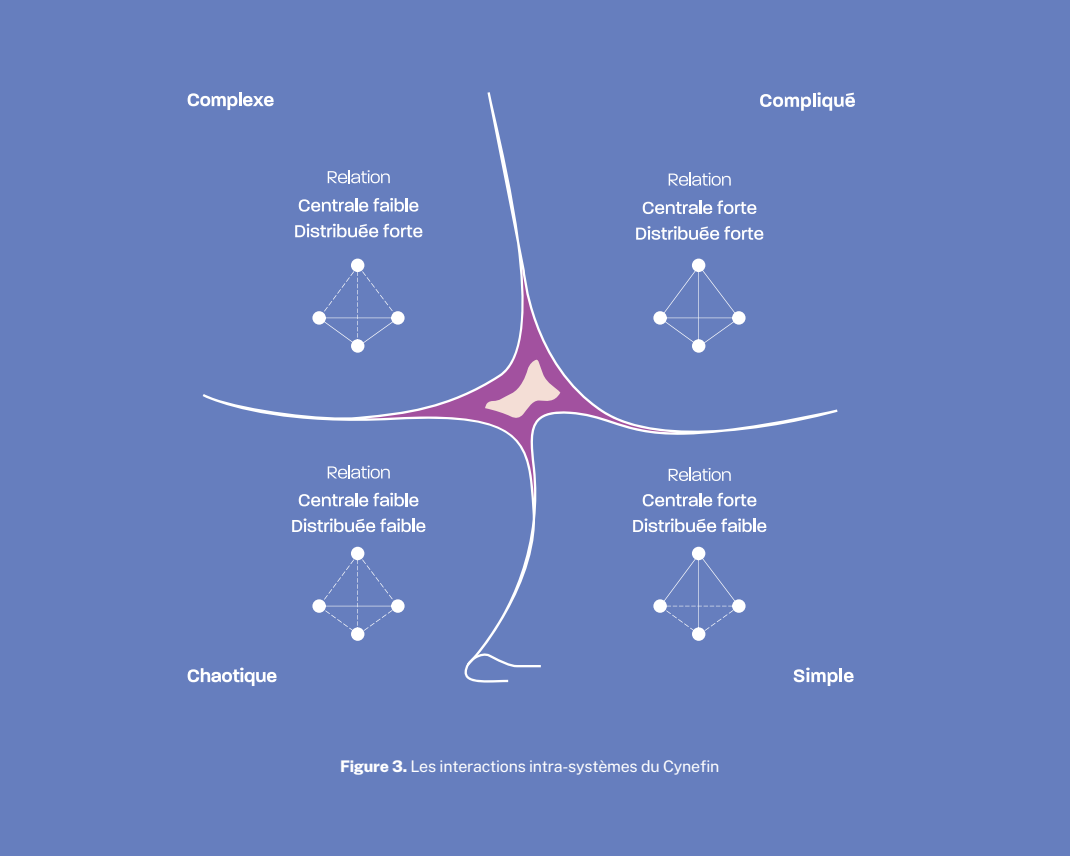 Complexe
Compliqué
Relation
Centrale faible
Distribuée forte
Relation
Centrale forte
Distribuée forte
Relation
Centrale faible
Distribuée faible
Relation
Centrale forte
Distribuée faible
Chaotique
Simple
Figure 3. Les interactions intra-systèmes du Cynefin